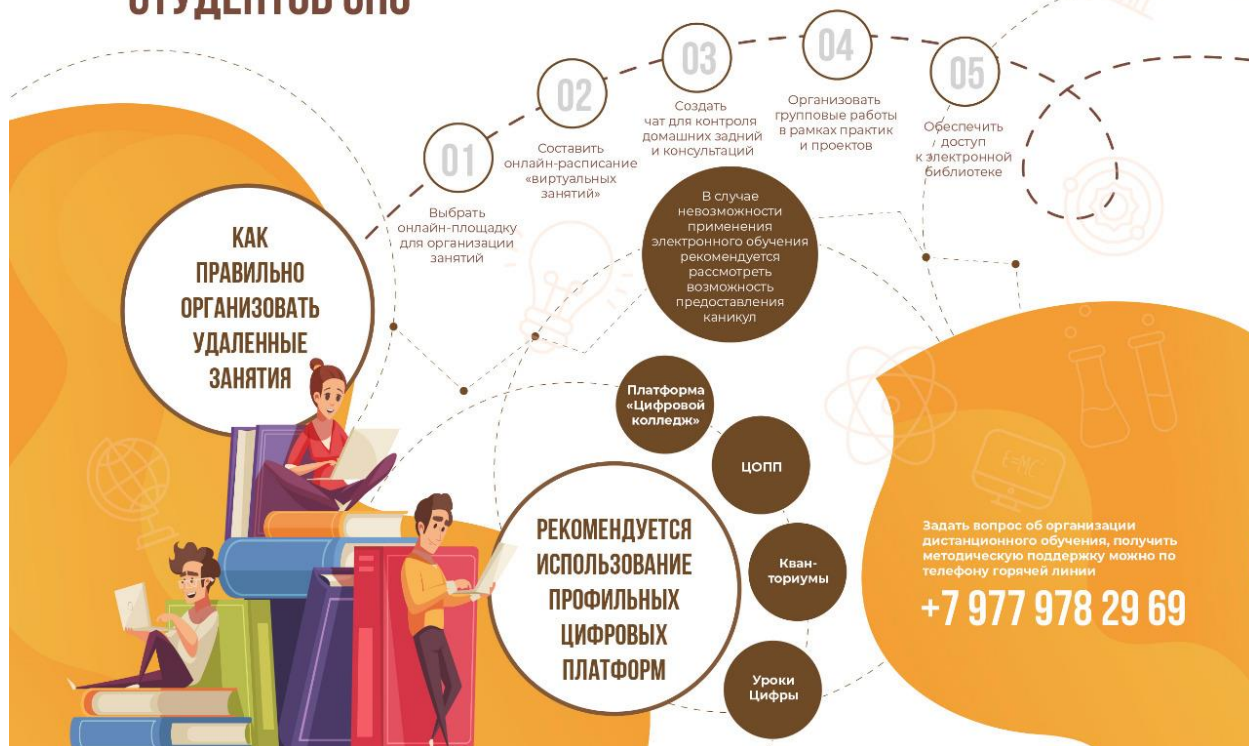 СТУДЕНТОВ СПО
КАК
ПРАВИЛЬНО
ОРГАНИЗОВАТЬ
УДАЛЕННЫЕ
ЗАНЯТИЯ
01
Выбрать
онлайн-площадку
для организации
занятий
02
Составить
онлайн-расписание
«виртуальных
занятий»
03
Создать
чат для контроля
домашних задний
и консультаций
04
Организовать
групповые работы
в рамках практик
и проектов
05
Обеспечить
доступ
к электронной
библиотеке
В случае
невозможности
применения
электронного обучения
рекомендуется
рассмотреть
возможность
предоставления
каникул
РЕКОМЕНДУЕТСЯ
ИСПОЛЬЗОВАНИЕ
ПРОФИЛЬНЫХ
ЦИФРОВЫХ
ПЛАТФОРМ
Платформа
«Цифровой
колледж»
ЦОПП
Кван-
ториумы
Уроки
Цифры
E=MC²
Задать вопрос об организации
дистанционного обучения, получить
методическую поддержку можно по
телефону горячей линии
+7 977 978 29 69